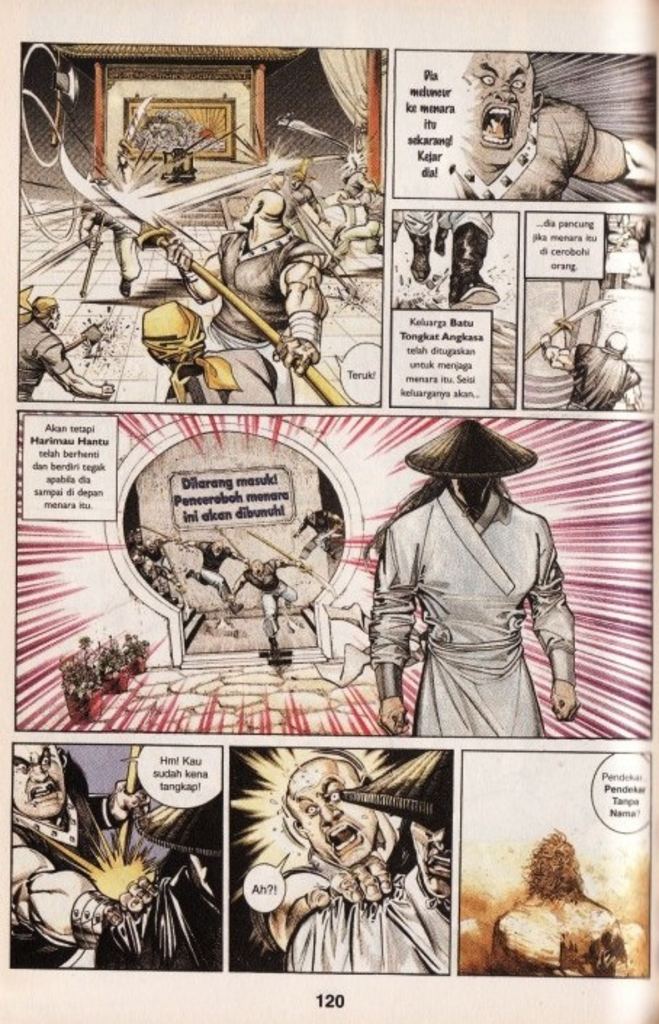 Dia
meluncur
ke menara
itu
sekarang!
Kejar
dia!
Teruk!
Keluarga Batu
Tongkat Angkasa
telah ditugaskan
untuk menjaga
menara itu. Seisi
keluarganya akan...
...dia pancung
jika menara itu
di cerobohi
orang.
Akan tetapi
Harimau Hantu
telah berhenti
dan berdiri tegak
apabila dia
sampai di depan
menara itu.
Dilarang masuk!
Penceroboh menara
ini akan dibunuh!
Hm! Kau
sudah kena
tangkap!
Ah?!
Pendekar
Pendekar
Tanpa
Nama?
120